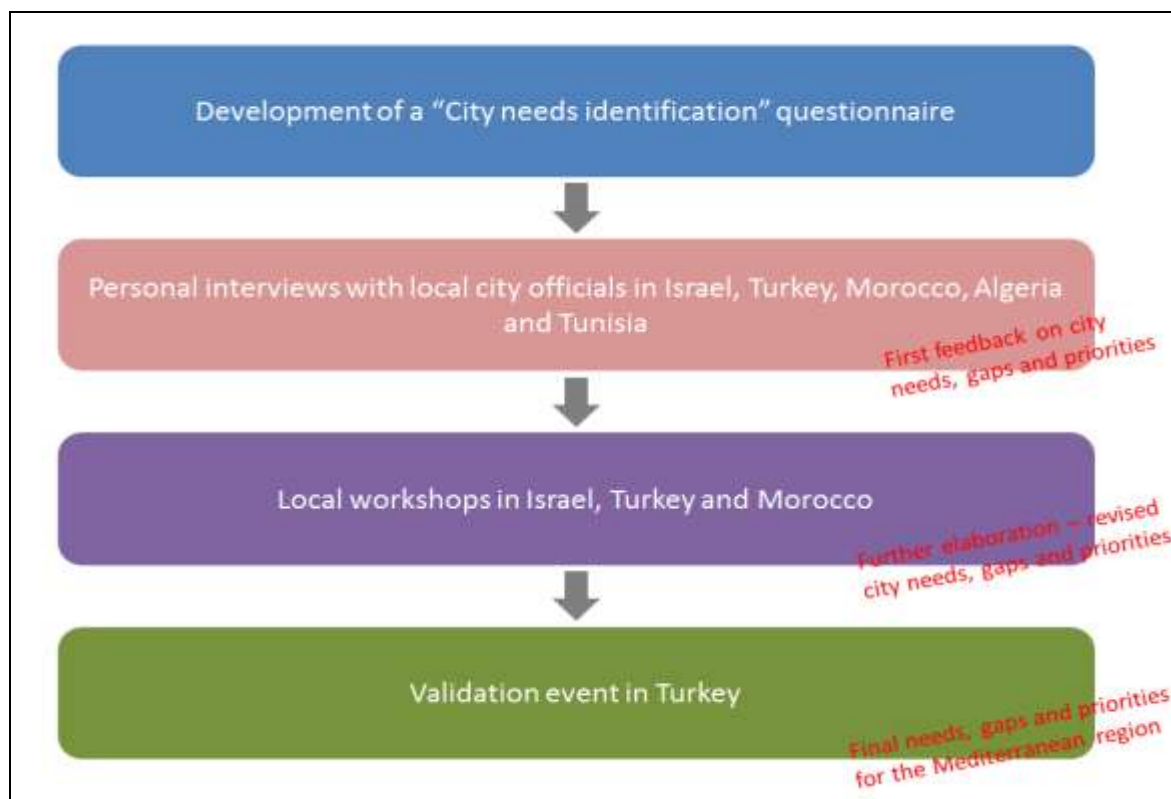 Development of a “City needs identification” questionnaire
Personal interviews with local city officials in Israel, Turkey, Morocco, Algeria
and Tunisia
First feedback on city
needs, gaps and priorities
Local workshops in Israel, Turkey and Morocco
Further elaboration – revised
city needs, gaps and priorities
Validation event in Turkey
Final needs, gaps and priorities
for the Mediterranean region